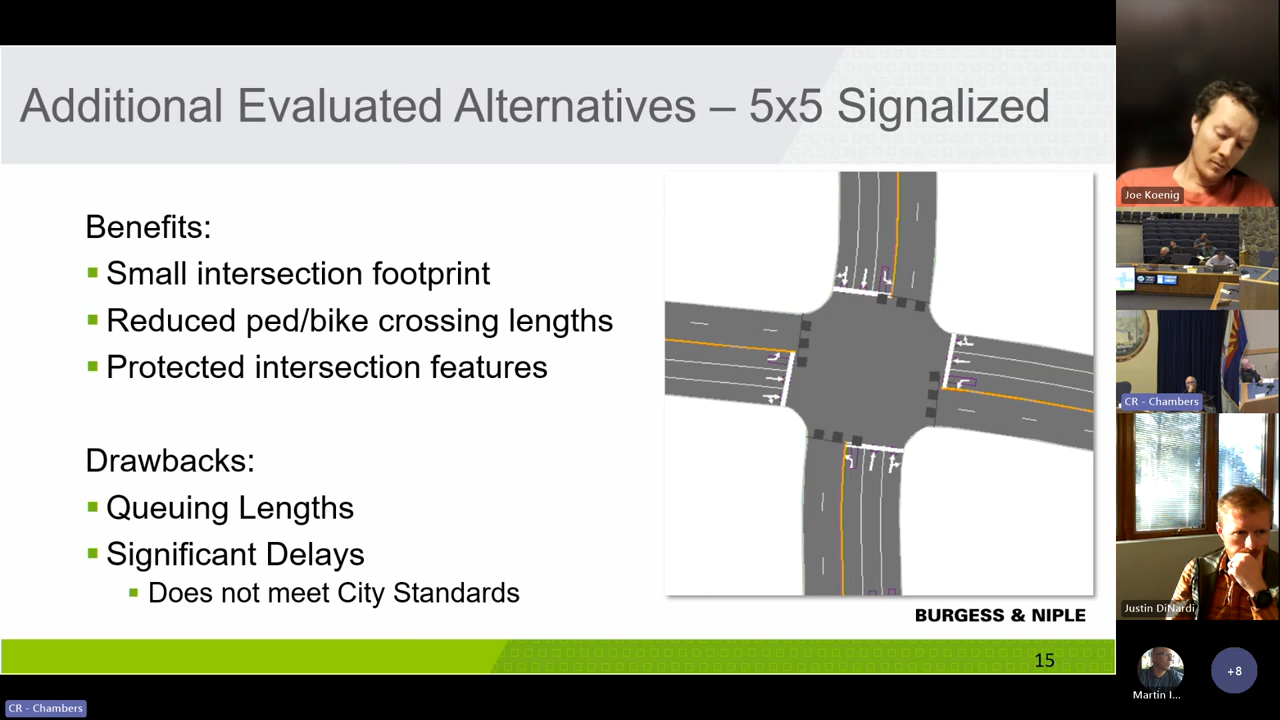 Additional Evaluated Alternatives – 5x5 Signalized
Benefits:
Small intersection footprint
Reduced ped/bike crossing lengths
Protected intersection features
Drawbacks:
Queuing Lengths
Significant Delays
Does not meet City Standards
BURGESS & NIPLE
15
CR - Chambers
Joe Koenig
CR - Chambers
Justin DiNardi
Martin I...
+8